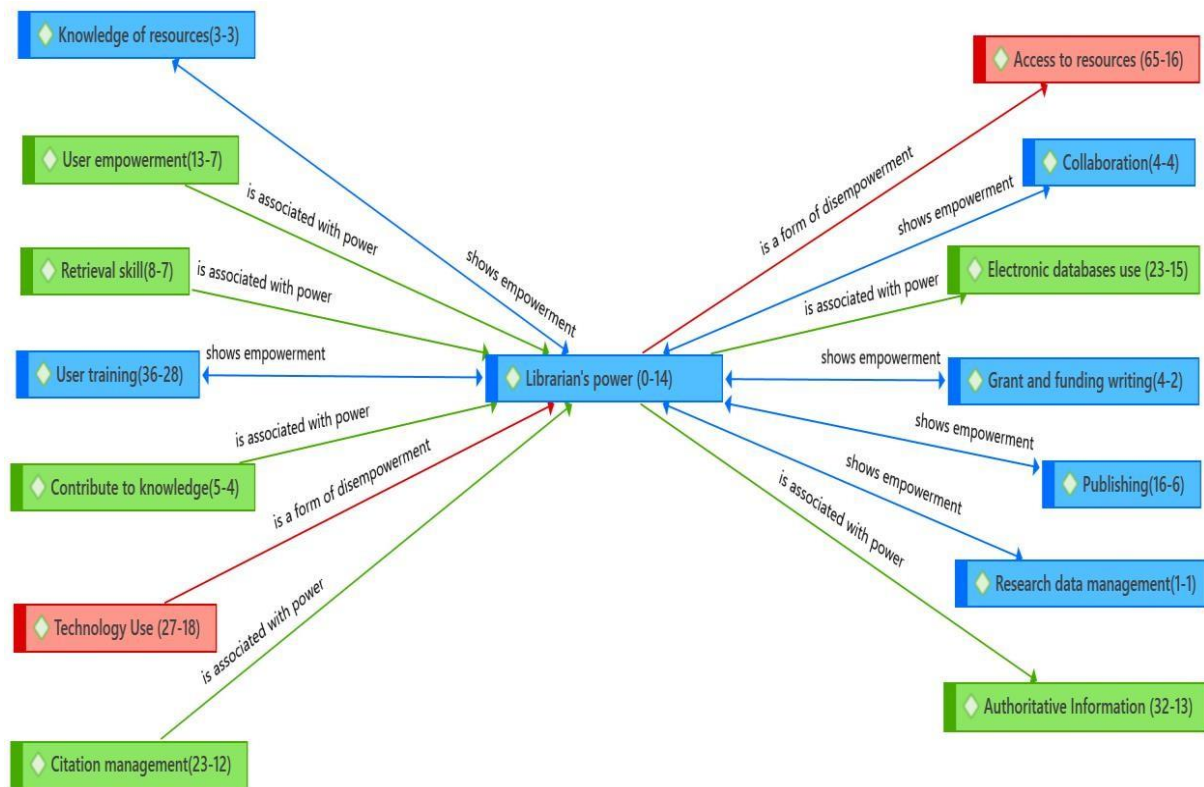 Knowledge of resources(3-3)
Access to resources (65-16)
User empowerment(13-7)
is associated with power
is a form of disempowerment
Collaboration(4-4)
shows empowerment
Retrieval skill(8-7)
is associated with power
shows empowerment
is associated with power
Electronic databases use (23-15)
User training(36-28)
shows empowerment
Librarian's power (0-14)
shows empowerment
Grant and funding writing(4-2)
Contribute to knowledge(5-4)
is associated with power
shows empowerment
Publishing(16-6)
is a form of disempowerment
shows empowerment
is associated with power
Research data management(1-1)
Technology Use (27-18)
is associated with power
Authoritative Information (32-13)
Citation management(23-12)